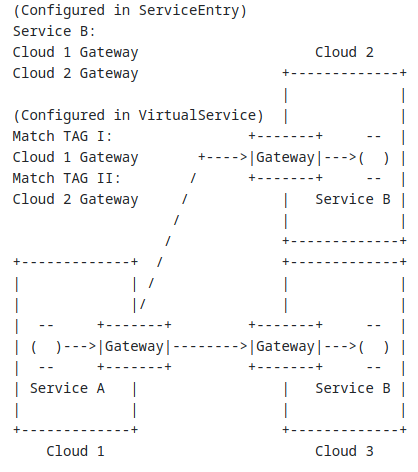 (Configured in ServiceEntry)
Service B:
Cloud 1 Gateway Cloud 2
Cloud 2 Gateway
(Configured in VirtualService)
Match TAG I:
Cloud 1 Gateway Gateway
Match TAG II:
Cloud 2 Gateway Service B
Gateway Gateway
Service A Service B
Cloud 1 Cloud 3